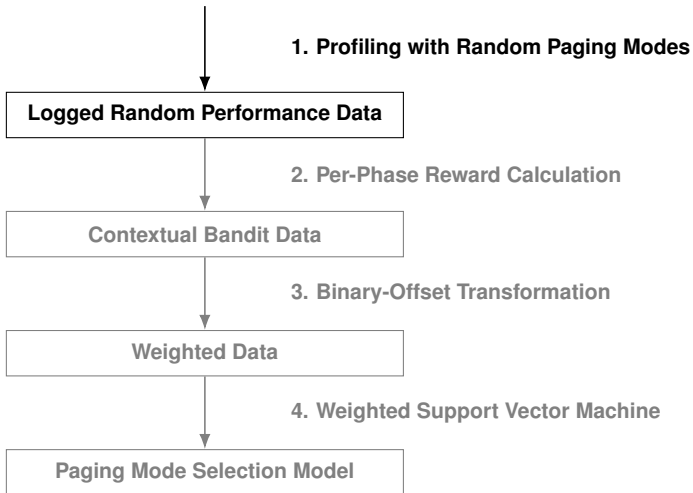 1. Profiling with Random Paging Modes
Logged Random Performance Data
2. Per-Phase Reward Calculation
Contextual Bandit Data
3. Binary-Offset Transformation
Weighted Data
4. Weighted Support Vector Machine
Paging Mode Selection Model